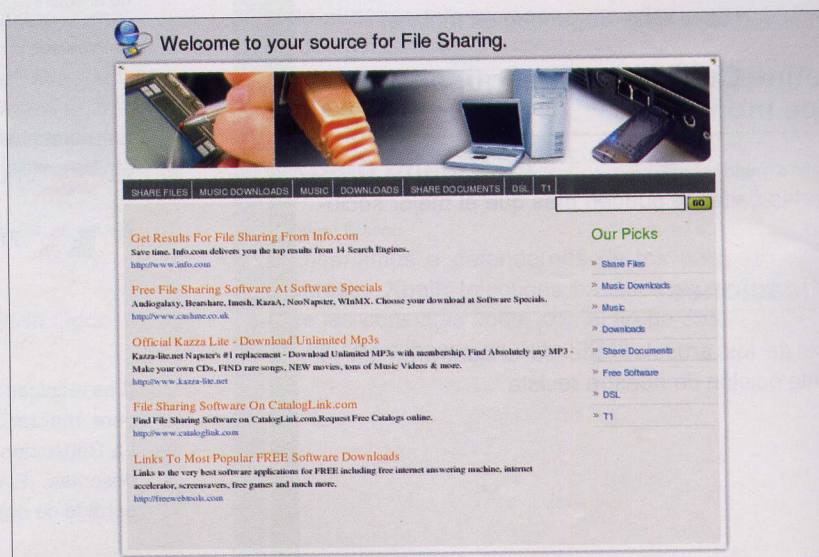 Welcome to your source for File Sharing.
SHARE FILES MUSIC DOWNLOADS MUSIC DOWNLOADS SHARE DOCUMENTS DSL T1
GO
Get Results For File Sharing From Info.com
Save time. Info.com delivers you the top results from 14 Search Engines.
http://www.info.com
Free File Sharing Software At Software Specials
Audiogalaxy, Bearshare, Imesh, KazaA, NeoNapster, WInMX. Choose your download at Software Specials.
http://www.cashme.co.uk
Official Kazza Lite - Download Unlimited Mp3s
Kazza-lite.net Napster's #1 replacement - Download Unlimited MP3s with membership. Find Absolutely any MP3 -
Make your own CDs, FIND rare songs, NEW movies, tons of Music Videos & more.
http://www.kazza-lite.net
File Sharing Software On CatalogLink.com
Find File Sharing Software on CatalogLink.com.Request Free Catalogs online.
http://www.cataloglink.com
Links To Most Popular FREE Software Downloads
Links to the very best software applications for FREE including free internet answering machine, internet
accelerator, screensavers, free games and much more.
http://freewebtools.com
Our Picks
» Share Files
» Music Downloads
» Music
» Downloads
» Share Documents
» Free Software
» DSL
» T1